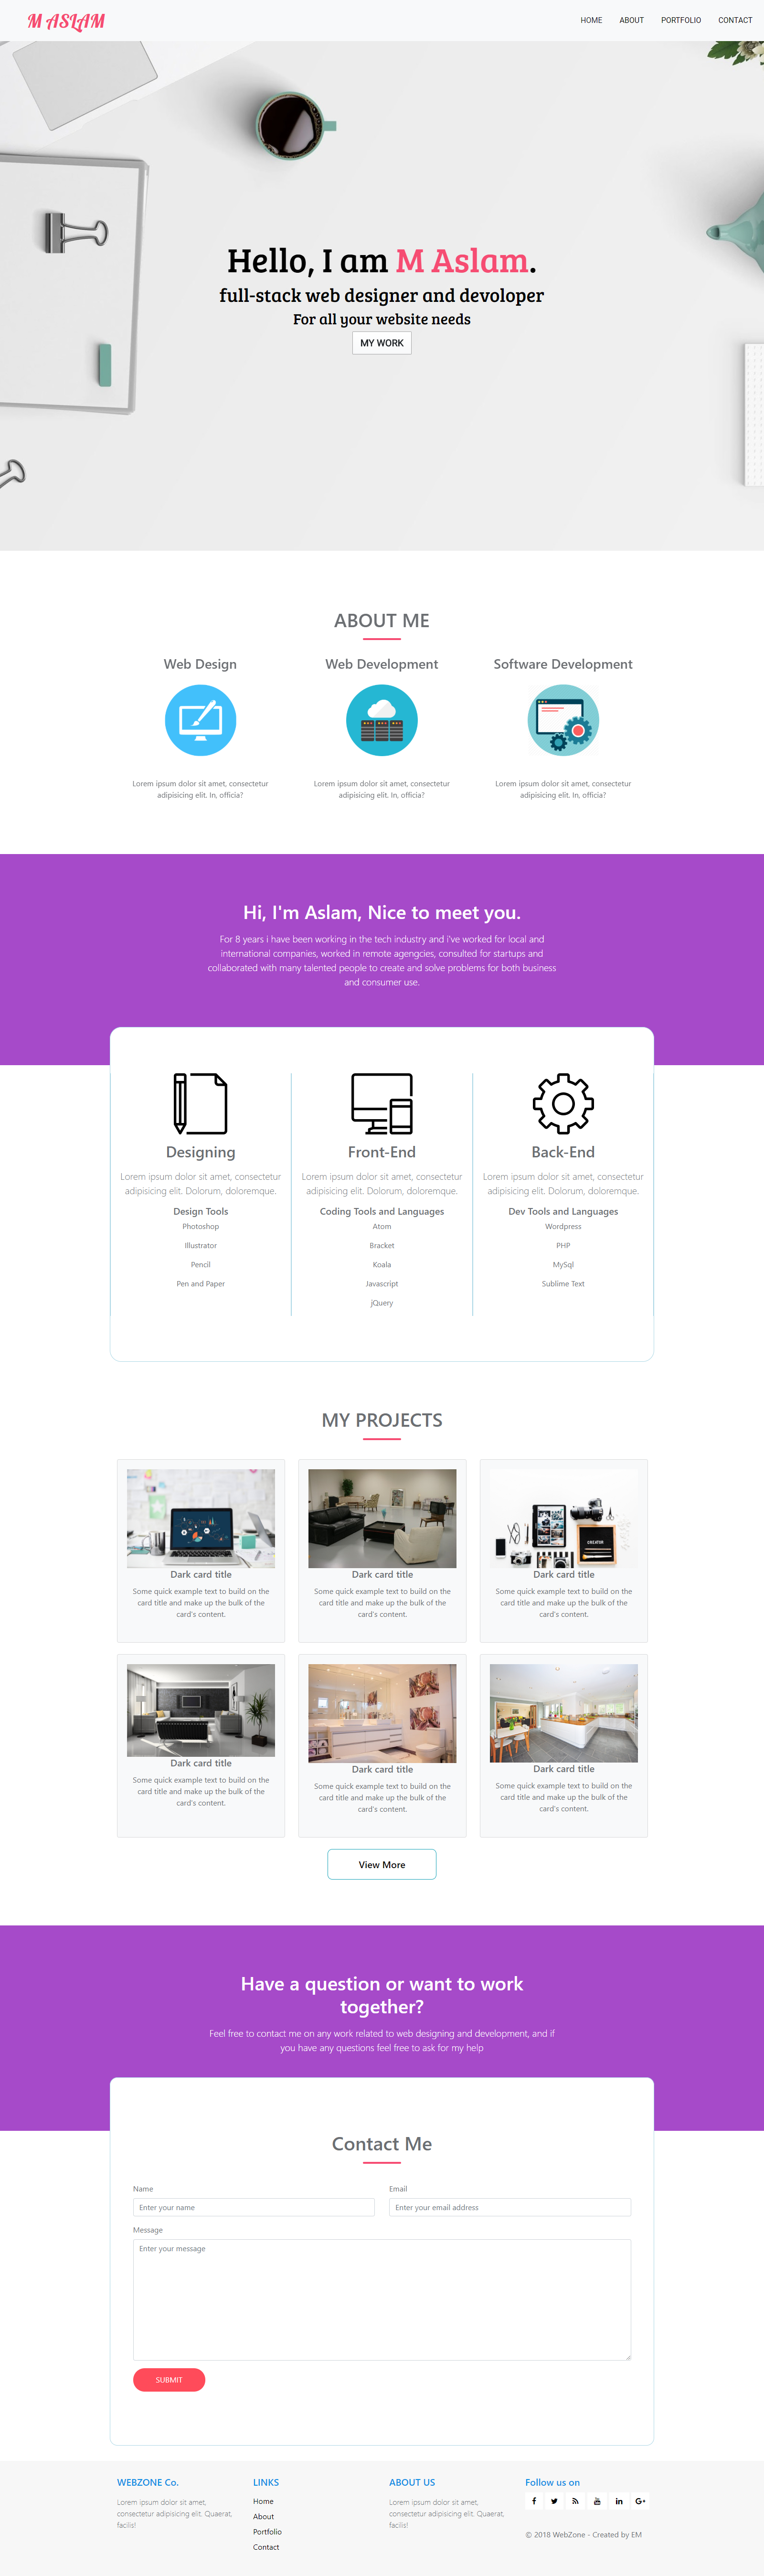 M ASLAM
HOME ABOUT PORTFOLIO CONTACT
Hello, I am M Aslam.
full-stack web designer and devoloper
For all your website needs
MY WORK
ABOUT ME
Web Design
Lorem ipsum dolor sit amet, consectetur
adipisicing elit. In, officia?
Web Development
Lorem ipsum dolor sit amet, consectetur
adipisicing elit. In, officia?
Software Development
Lorem ipsum dolor sit amet, consectetur
adipisicing elit. In, officia?
Hi, I'm Aslam, Nice to meet you.
For 8 years i have been working in the tech industry and i've worked for local and
international companies, worked in remote agengcies, consulted for startups and
collaborated with many talented people to create and solve problems for both business
and consumer use.
Designing
Lorem ipsum dolor sit amet, consectetur
adipisicing elit. Dolorum, doloremque.
Design Tools
Photoshop
Illustrator
Pencil
Pen and Paper
Front-End
Lorem ipsum dolor sit amet, consectetur
adipisicing elit. Dolorum, doloremque.
Coding Tools and Languages
Atom
Bracket
Koala
Javascript
jQuery
Back-End
Lorem ipsum dolor sit amet, consectetur
adipisicing elit. Dolorum, doloremque.
Dev Tools and Languages
Wordpress
PHP
MySql
Sublime Text
MY PROJECTS
Dark card title
Some quick example text to build on the
card title and make up the bulk of the
card's content.
Dark card title
Some quick example text to build on the
card title and make up the bulk of the
card's content.
CREATOR
Dark card title
Some quick example text to build on the
card title and make up the bulk of the
card's content.
Dark card title
Some quick example text to build on the
card title and make up the bulk of the
card's content.
Dark card title
Some quick example text to build on the
card title and make up the bulk of the
card's content.
Dark card title
Some quick example text to build on the
card title and make up the bulk of the
card's content.
View More
Have a question or want to work
together?
Feel free to contact me on any work related to web designing and development, and if
you have any questions feel free to ask for my help
Contact Me
Name
Enter your name
Email
Enter your email address
Message
Enter your message
SUBMIT
WEBZONE Co.
Lorem ipsum dolor sit amet,
consectetur adipisicing elit. Quaerat,
facilis!
LINKS
Home
About
Portfolio
Contact
ABOUT US
Lorem ipsum dolor sit amet,
consectetur adipisicing elit. Quaerat,
facilis!
Follow us on
© 2018 WebZone - Created by EM